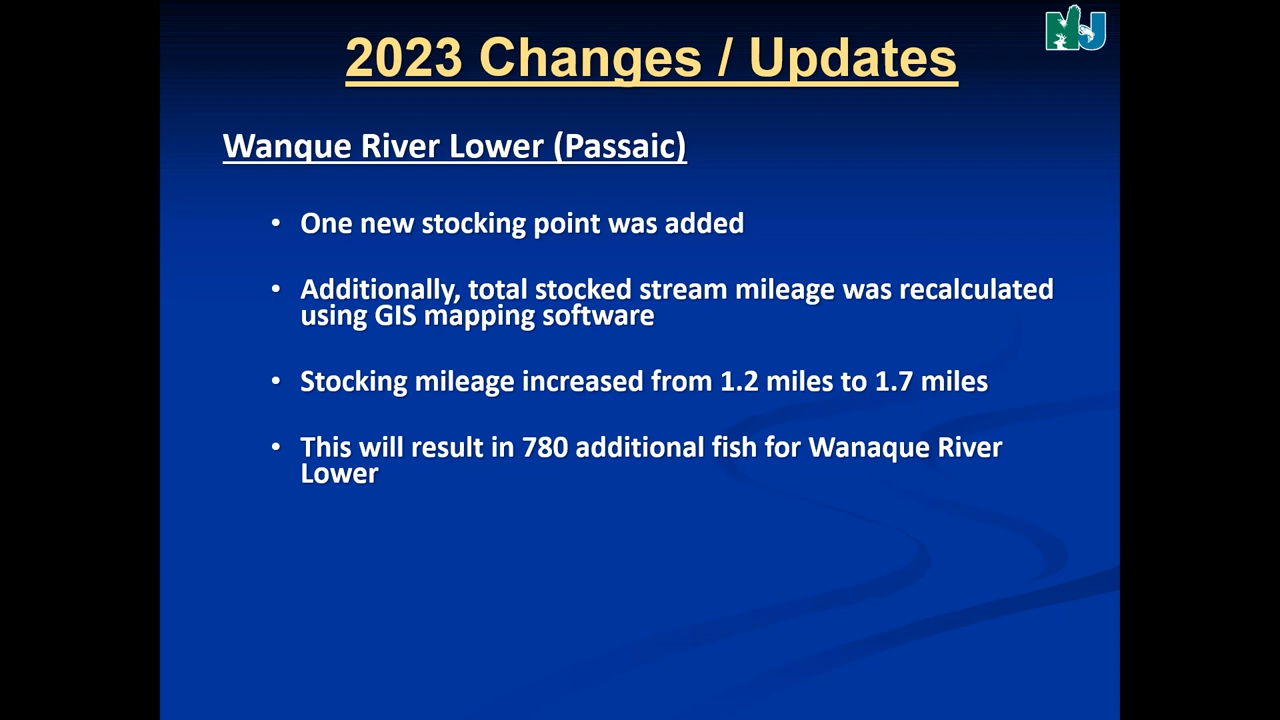 NJ
2023 Changes / Updates
Wanque River Lower (Passaic)
• One new stocking point was added
• Additionally, total stocked stream mileage was recalculated
using GIS mapping software
• Stocking mileage increased from 1.2 miles to 1.7 miles
• This will result in 780 additional fish for Wanaque River
Lower